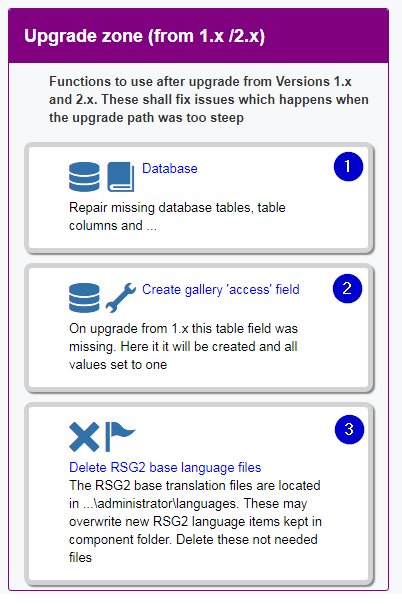 Upgrade zone (from 1.x /2.x)
Functions to use after upgrade from Versions 1.x
and 2.x. These shall fix issues which happens when
the upgrade path was too steep
1
Database
Repair missing database tables, table
columns and ...
2
Create gallery 'access' field
On upgrade from 1.x this table field was
missing. Here it it will be created and all
values set to one
3
Delete RSG2 base language files
The RSG2 base translation files are located
in ...\administrator\languages. These may
overwrite new RSG2 language items kept in
component folder. Delete these not needed
files